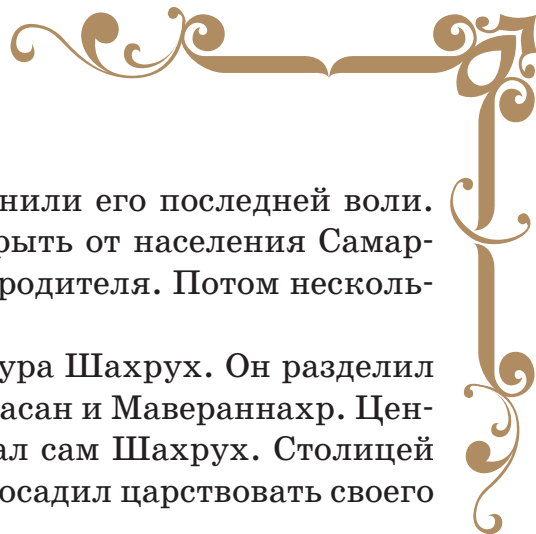 нили его последней воли.
рыть от населения Самар-
родителя. Потом несколь-
ура Шахрух. Он разделил
асан и Мавераннахр. Цен-
ал сам Шахрух. Столицей
осадил царствовать своего